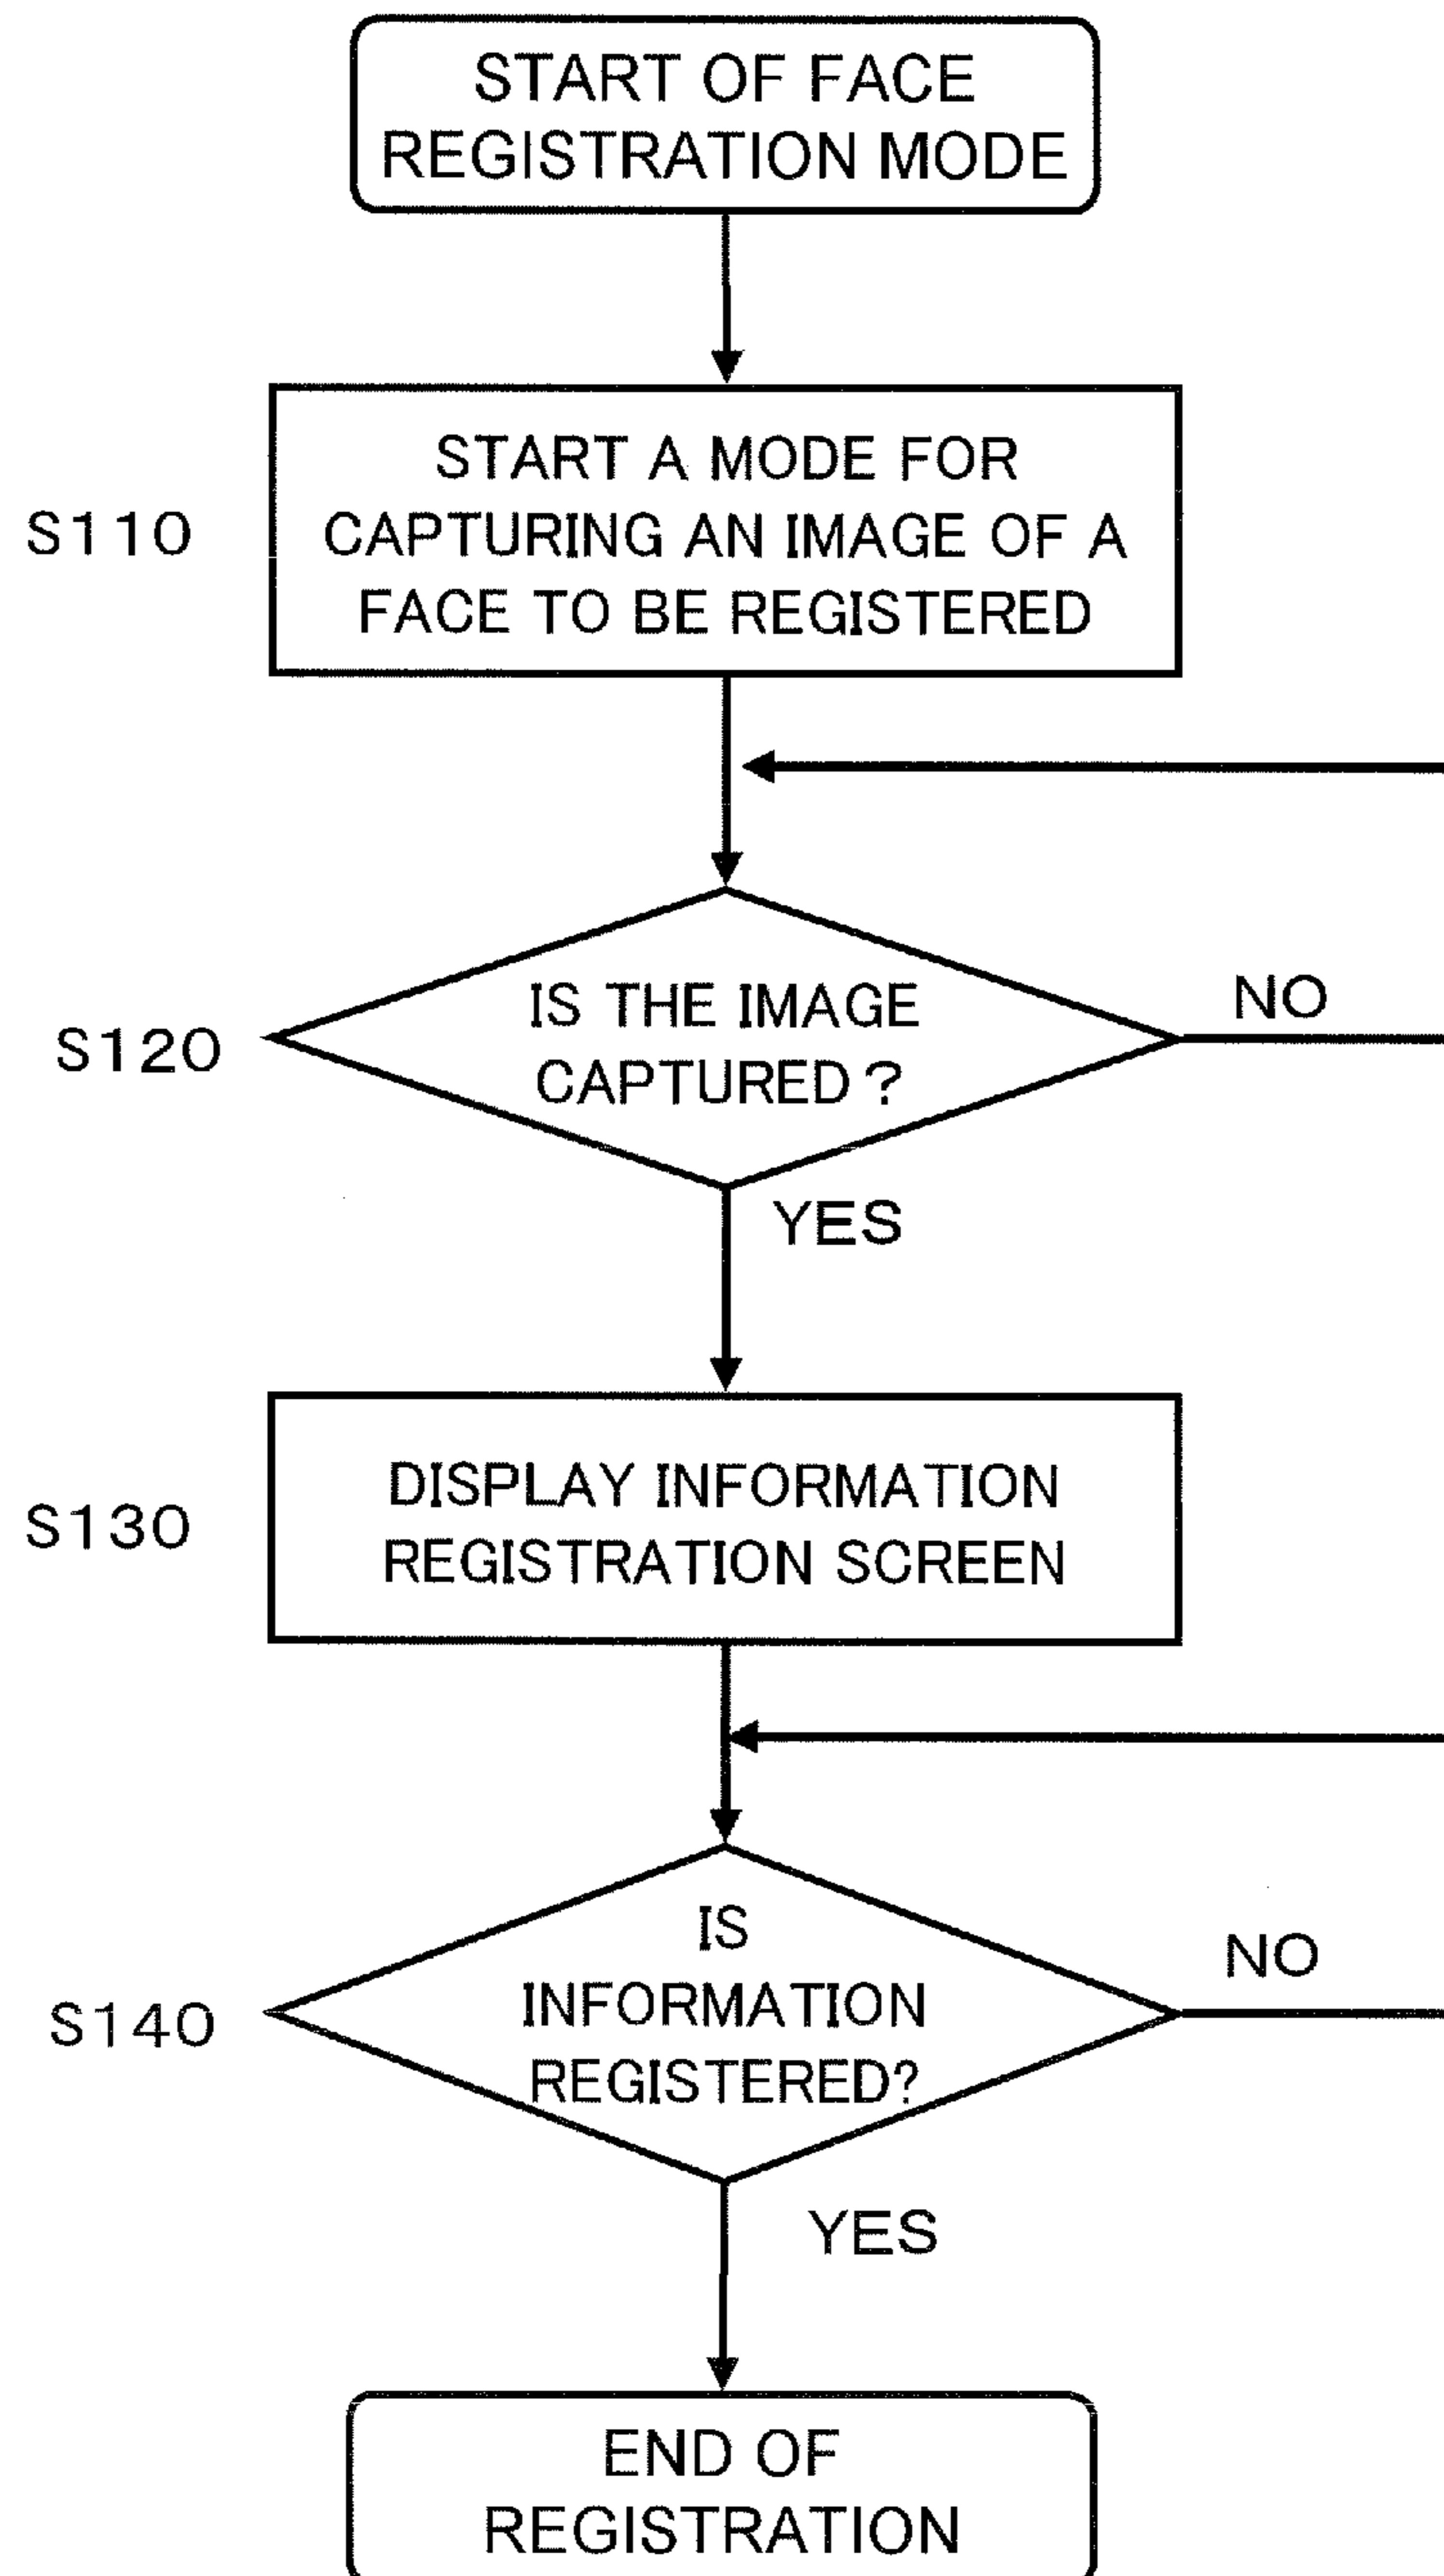 START OF FACE
REGISTRATION MODE
S110
START A MODE FOR
CAPTURING AN IMAGE OF A
FACE TO BE REGISTERED
S120
IS THE IMAGE
CAPTURED?
NO
YES
S130
DISPLAY INFORMATION
REGISTRATION SCREEN
S140
IS
INFORMATION
REGISTERED?
NO
YES
END OF
REGISTRATION